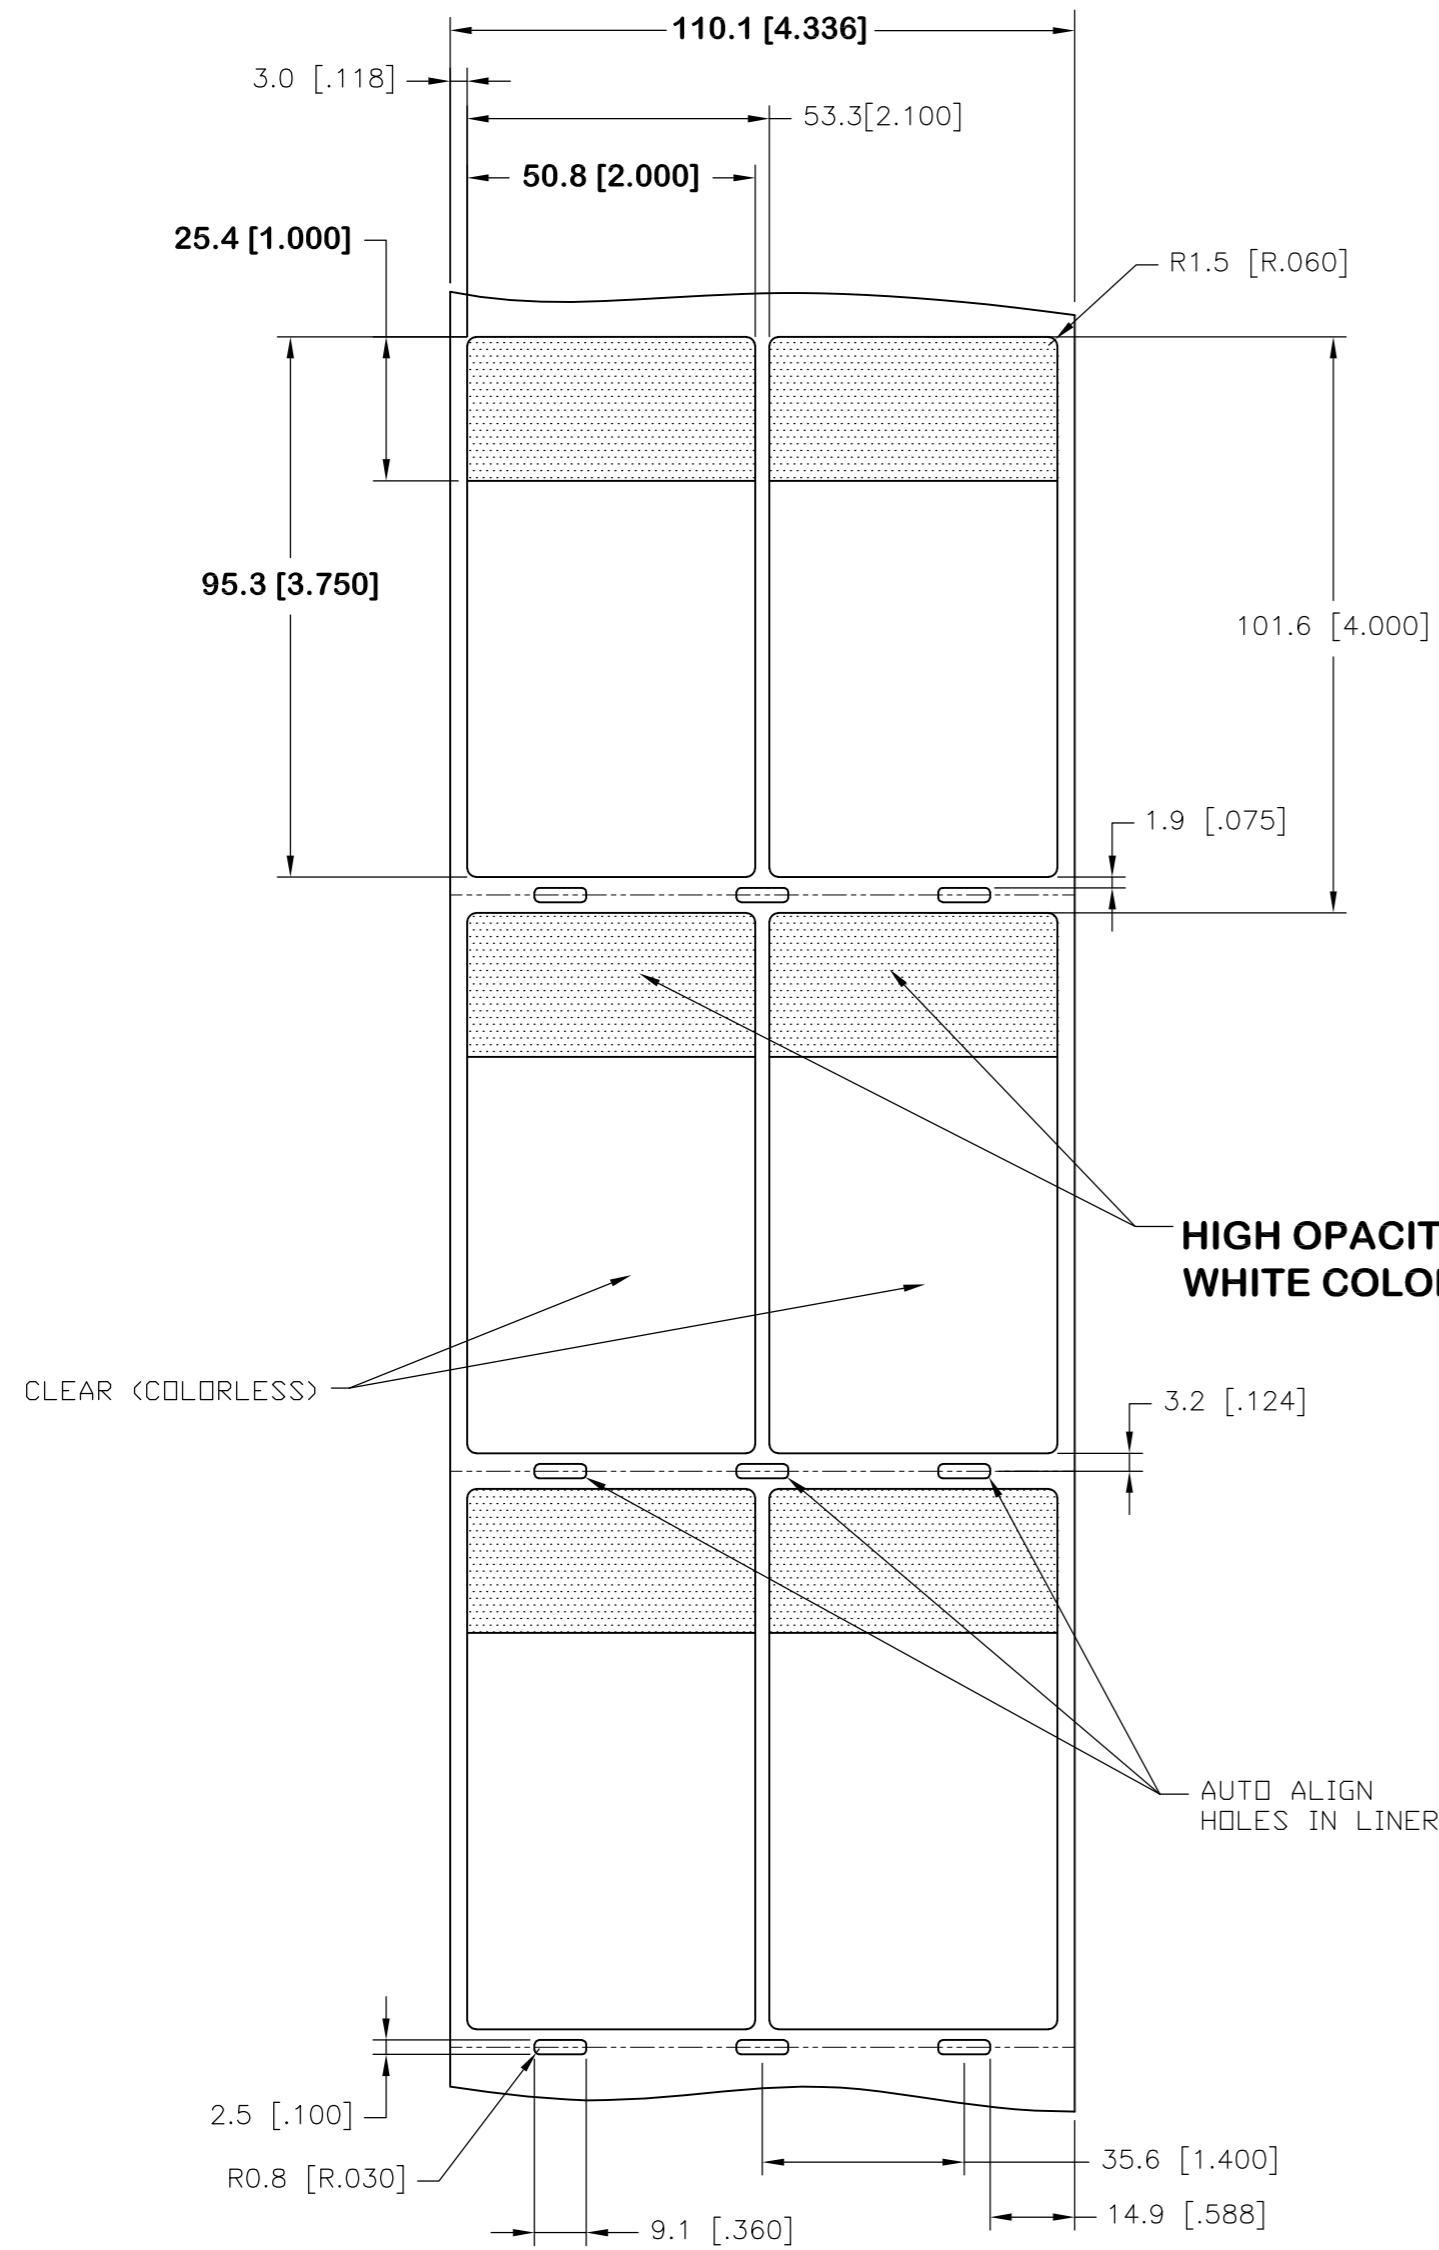 110.1 [4.336]
3.0 [.118]
53.3[2.100]
50.8 [2.000]
25.4 [1.000]
R1.5 [R.060]
95.3 [3.750]
101.6 [4.000]
1.9 [.075]
HIGH OPACIT
WHITE COLO
CLEAR (COLORLESS)
3.2 [.124]
AUTO ALIGN
HOLES IN LINER
2.5 [.100]
35.6 [1.400]
R0.8 [R.030]
14.9 [.588]
9.1 [.360]